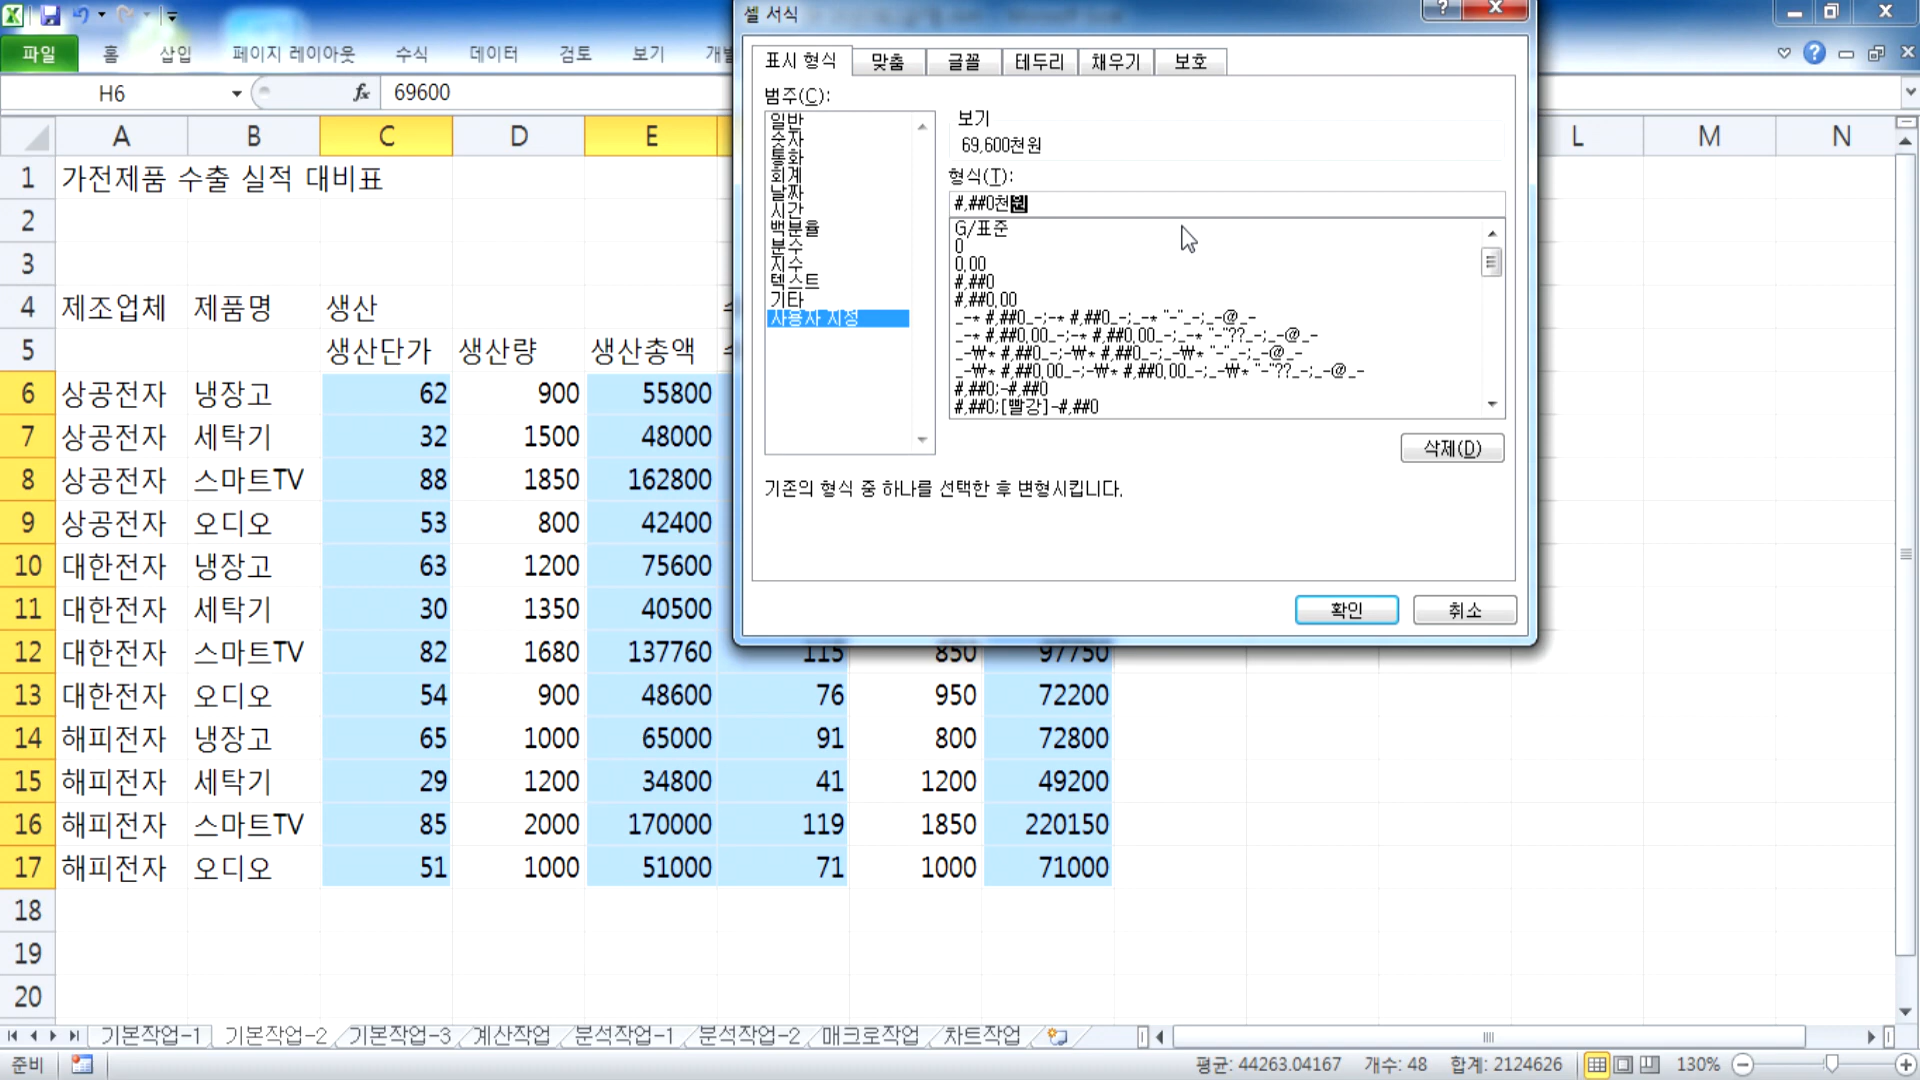 셀 서식
파일 홈 삽입 페이지 레이아웃 수식 데이터 검토 보기
H6 fx 69600
A B C D E L M N
1 가전제품 수출 실적 대비표
2
3
4 제조업체 제품명 생산
5 생산단가 생산량 생산총액
6 상공전자 냉장고 62 900 55800
7 상공전자 세탁기 32 1500 48000
8 상공전자 스마트TV 88 1850 162800
9 상공전자 오디오 53 800 42400
10 대한전자 냉장고 63 1200 75600
11 대한전자 세탁기 30 1350 40500
12 대한전자 스마트TV 82 1680 137760 115 850 97750
13 대한전자 오디오 54 900 48600 76 950 72200
14 해피전자 냉장고 65 1000 65000 91 800 72800
15 해피전자 세탁기 29 1200 34800 41 1200 49200
16 해피전자 스마트TV 85 2000 170000 119 1850 220150
17 해피전자 오디오 51 1000 51000 71 1000 71000
18
19
20
표시 형식 맞춤 글꼴 테두리 채우기 보호
범주(C):
일반
숫자
통화
회계
날짜
시간
백분율
분수
지수
텍스트
기타
사용자 지정
보기
69,600천원
형식(T):
#,##0천원
G/표준
0
0.00
#,##0
#,##0.00
_-* #,##0_-;-* #,##0_-;_-* "-"_-;_-@_-
_-* #,##0.00_-;-* #,##0.00_-;_-* "-"??_-;_-@_-
_-₩* #,##0_-;-₩* #,##0_-;_-₩* "-"_-;_-@_-
_-₩* #,##0.00_-;-₩* #,##0.00_-;_-₩* "-"??_-;_-@_-
#,##0;-#,##0
#,##0;[빨강]-#,##0
삭제(D)
기존의 형식 중 하나를 선택한 후 변형시킵니다.
확인 취소
기본작업-1 기본작업-2 기본작업-3 계산작업 분석작업-1 분석작업-2 매크로작업 차트작업
준비 평균: 44263.04167 개수: 48 합계: 2124626 130%